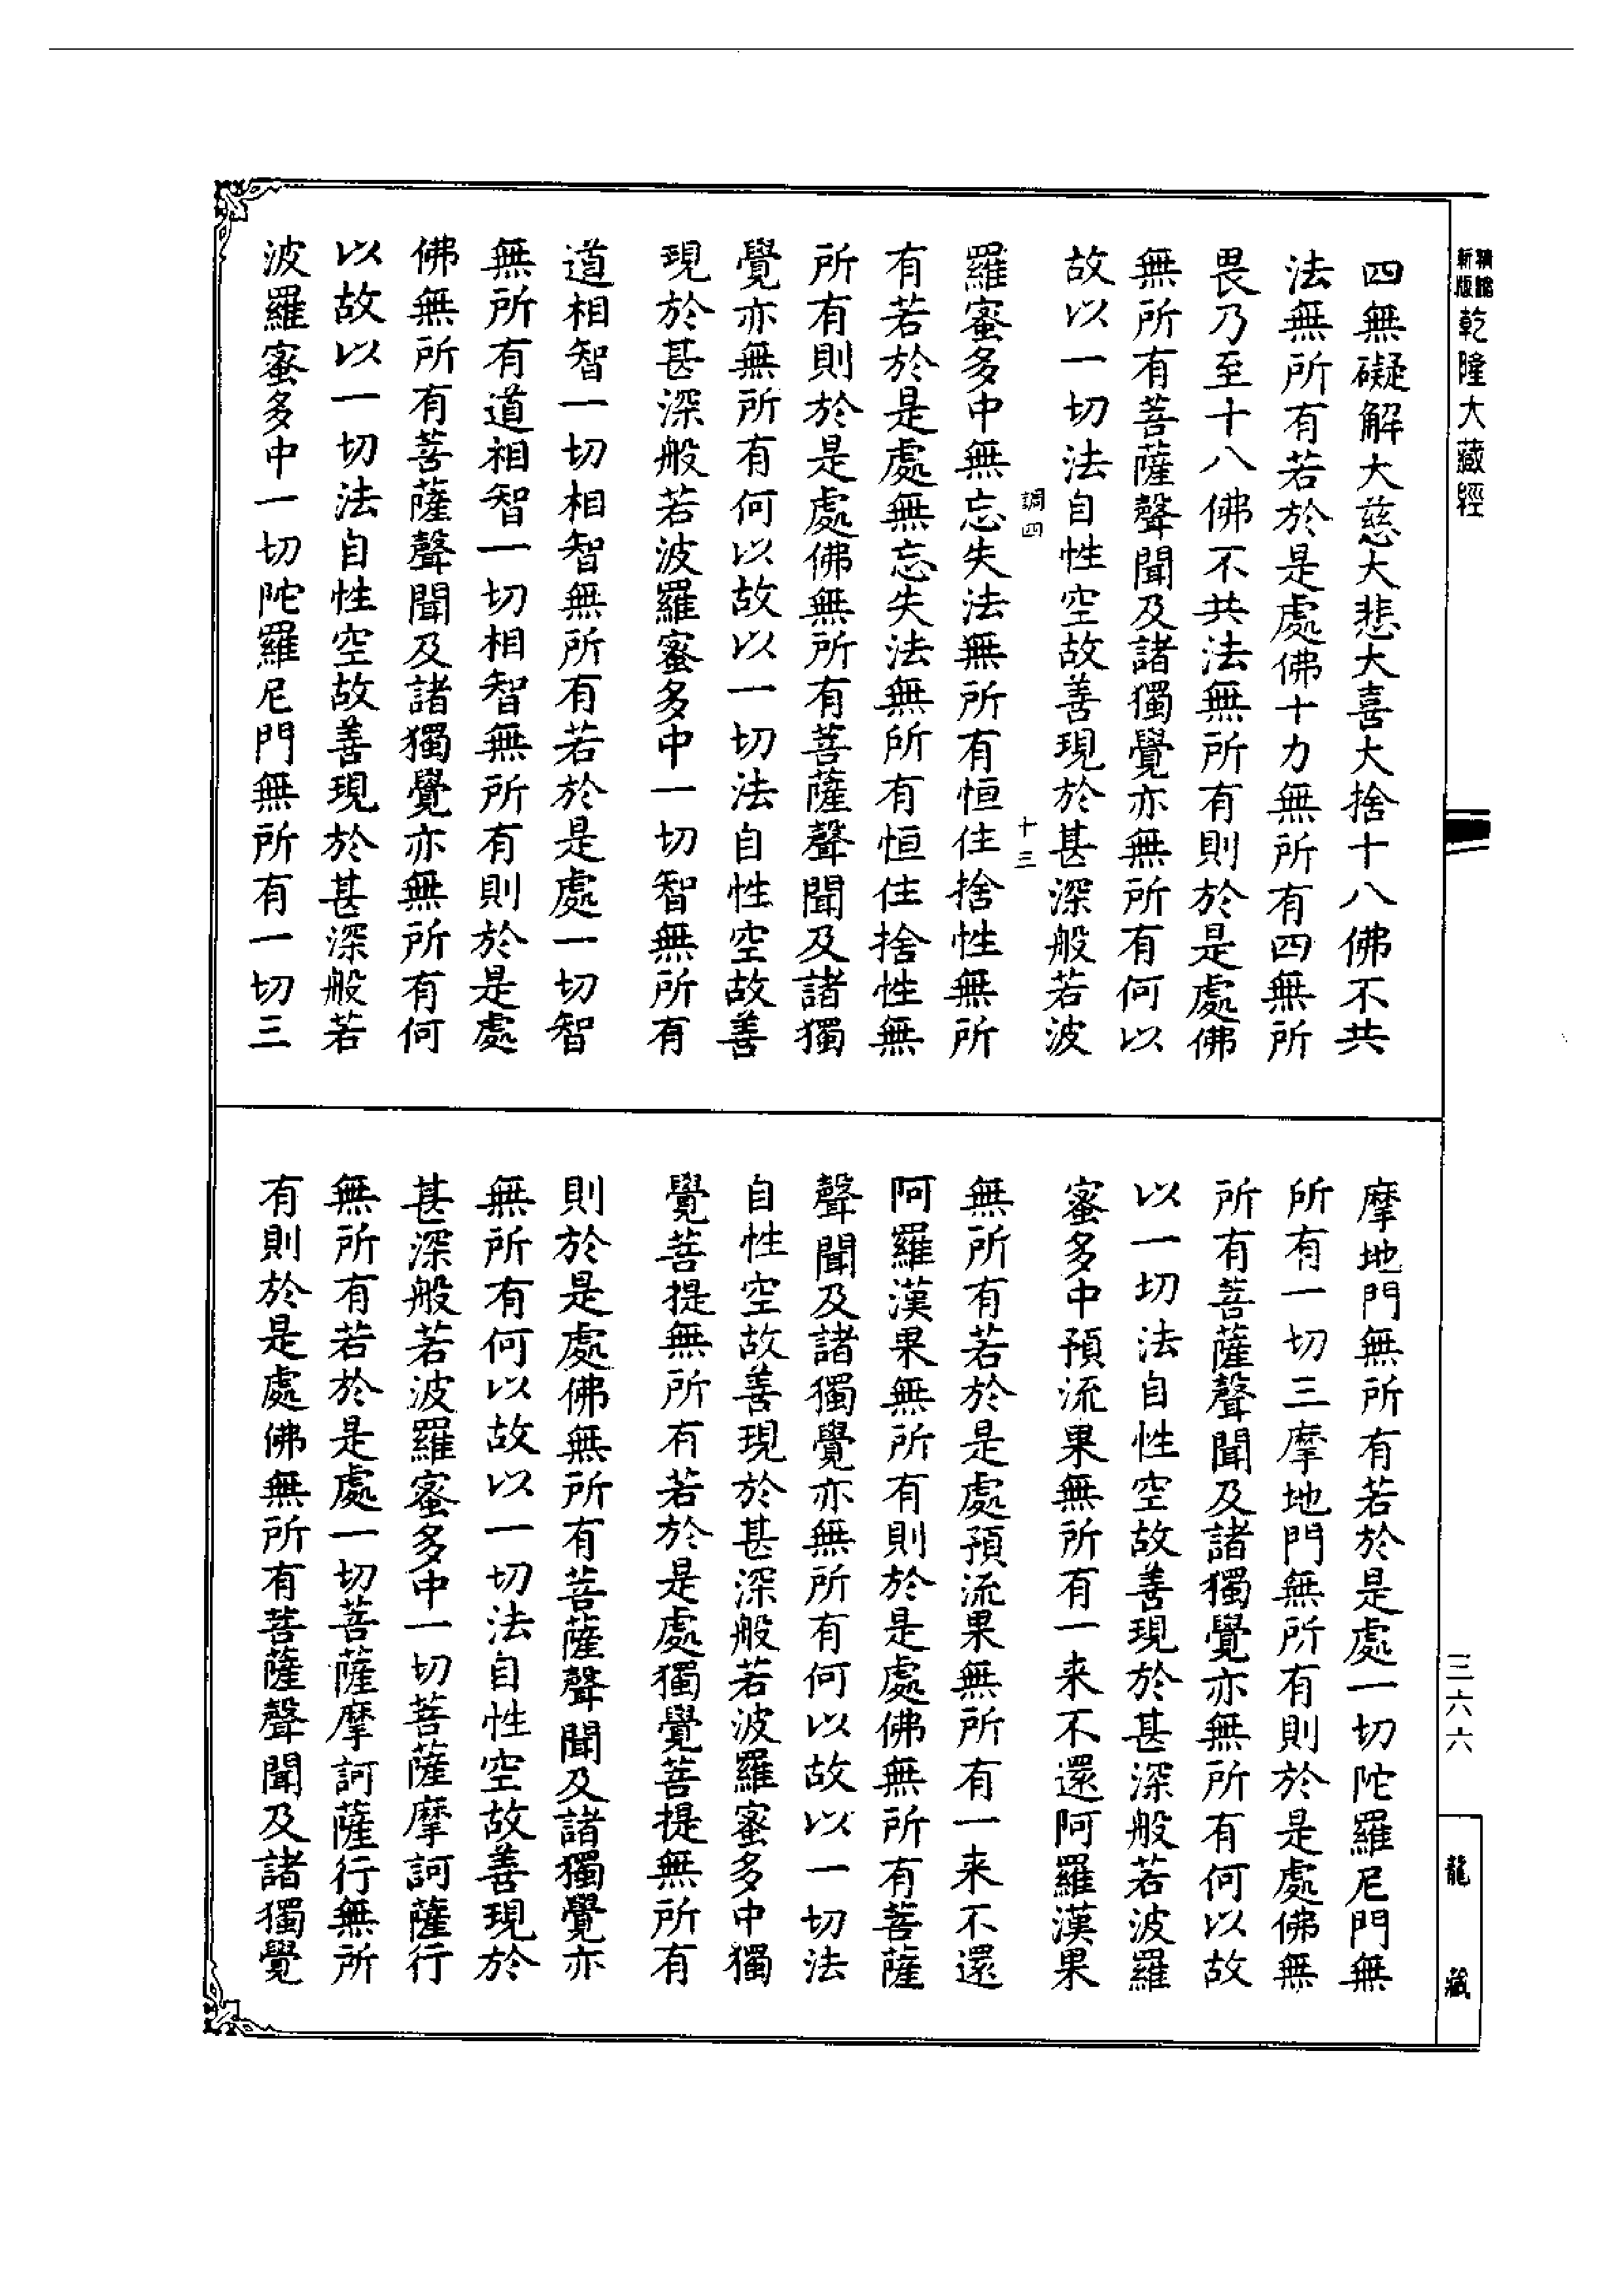 乾隆大藏經
四無礙解大慈大悲大喜大捨十八佛不共
法無所有若於是處佛十力無所有四無所
畏乃至十八佛不共法無所有則於是處佛
無所有菩薩聲聞及諸獨覺亦無所有何以
故以一切法自性空故善現於甚深般若波
調四 十三
羅蜜多中無忘失法無所有恒住捨性無所
有若於是處無忘失法無所有恒住捨性無
所有則於是處佛無所有菩薩聲聞及諸獨
覺亦無所有何以故以一切法自性空故善
現於甚深般若波羅蜜多中一切智無所有
道相智一切相智無所有若於是處一切智
無所有道相智一切相智無所有則於是處
佛無所有菩薩聲聞及諸獨覺亦無所有何
以故以一切法自性空故善現於甚深般若
波羅蜜多中一切陀羅尼門無所有一切三
摩地門無所有若於是處一切陀羅尼門無
所有一切三摩地門無所有則於是處佛無
所有菩薩聲聞及諸獨覺亦無所有何以故
以一切法自性空故善現於甚深般若波羅
蜜多中預流果無所有一来不還阿羅漢果
無所有若於是處預流果無所有一来不還
阿羅漢果無所有則於是處佛無所有菩薩
聲聞及諸獨覺亦無所有何以故以一切法
自性空故善現於甚深般若波羅蜜多中獨
覺菩提無所有若於是處獨覺菩提無所有
則於是處佛無所有菩薩聲聞及諸獨覺亦
無所有何以故以一切法自性空故善現於
甚深般若波羅蜜多中一切菩薩摩訶薩行
無所有若於是處一切菩薩摩訶薩行無所
有則於是處佛無所有菩薩聲聞及諸獨覺
三六六
龍藏